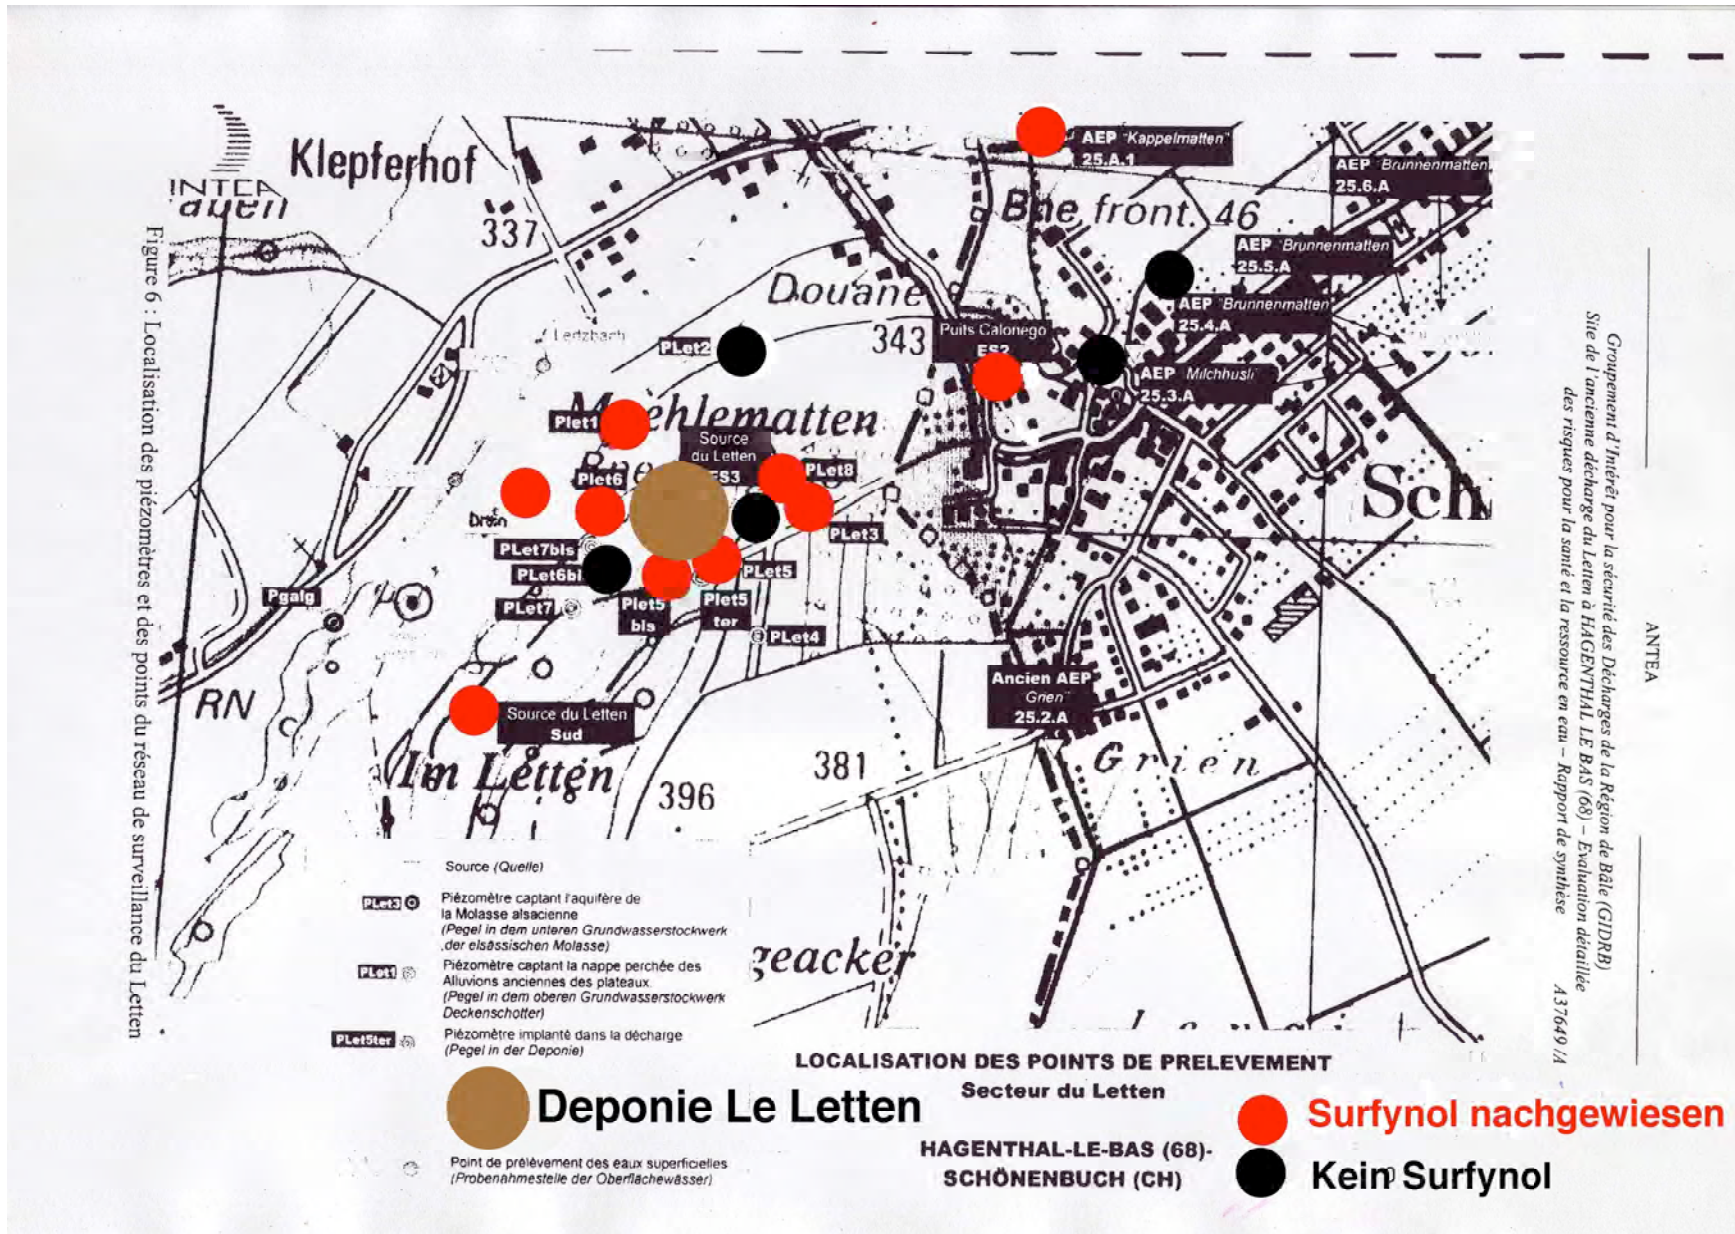 Klepferhof
337
Figure 6 : Localisation des piézomètres et des points du réseau de surveillance du Letten
AEP "Kappelmatten"
25.A.1
AEP "Brunnenmatten"
25.6.A
Bne front. 46
AEP "Brunnenmatten"
25.5.A
Douane
AEP "Brunnenmatten"
25.4.A
343
Puits Calonego
ES2
AEP "Milchhusli"
25.3.A
PLet2
Plet1
Source
du Letten
ES3
Plet6
PLet8
PLet3
Sch
PLet7bis
PLet6bi
PLet5
PLet7
Plet5
bis
Plet5
ter
PLet4
Pgalg
RN
Source du Letten
Sud
Im Letten
396
381
Ancien AEP
"Grien"
25.2.A
Grien
geacker
Source (Quelle)
PLet3
Piézomètre captant l'aquifère de
la Molasse alsacienne
(Pegel in dem unteren Grundwasserstockwerk
der elsässischen Molasse)
PLet1
Piézomètre captant la nappe perchée des
Alluvions anciennes des plateaux
(Pegel in dem oberen Grundwasserstockwerk
Deckenschotter)
PLet5ter
Piézomètre implanté dans la décharge
(Pegel in der Deponie)
Deponie Le Letten
Point de prélèvement des eaux superficielles
(Probenahmestelle der Oberflächewässer)
LOCALISATION DES POINTS DE PRELEVEMENT
Secteur du Letten
HAGENTHAL-LE-BAS (68)-
SCHÖNENBUCH (CH)
Surfynol nachgewiesen
Kein Surfynol
ANTEA
Groupement d'Intérêt pour la sécurité des Décharges de la Région de Bâle (GIDRB)
Site de l'ancienne décharge du Letten à HAGENTHAL LE BAS (68) – Evaluation détaillée
des risques pour la santé et la ressource en eau – Rapport de synthèse
A37649 /A